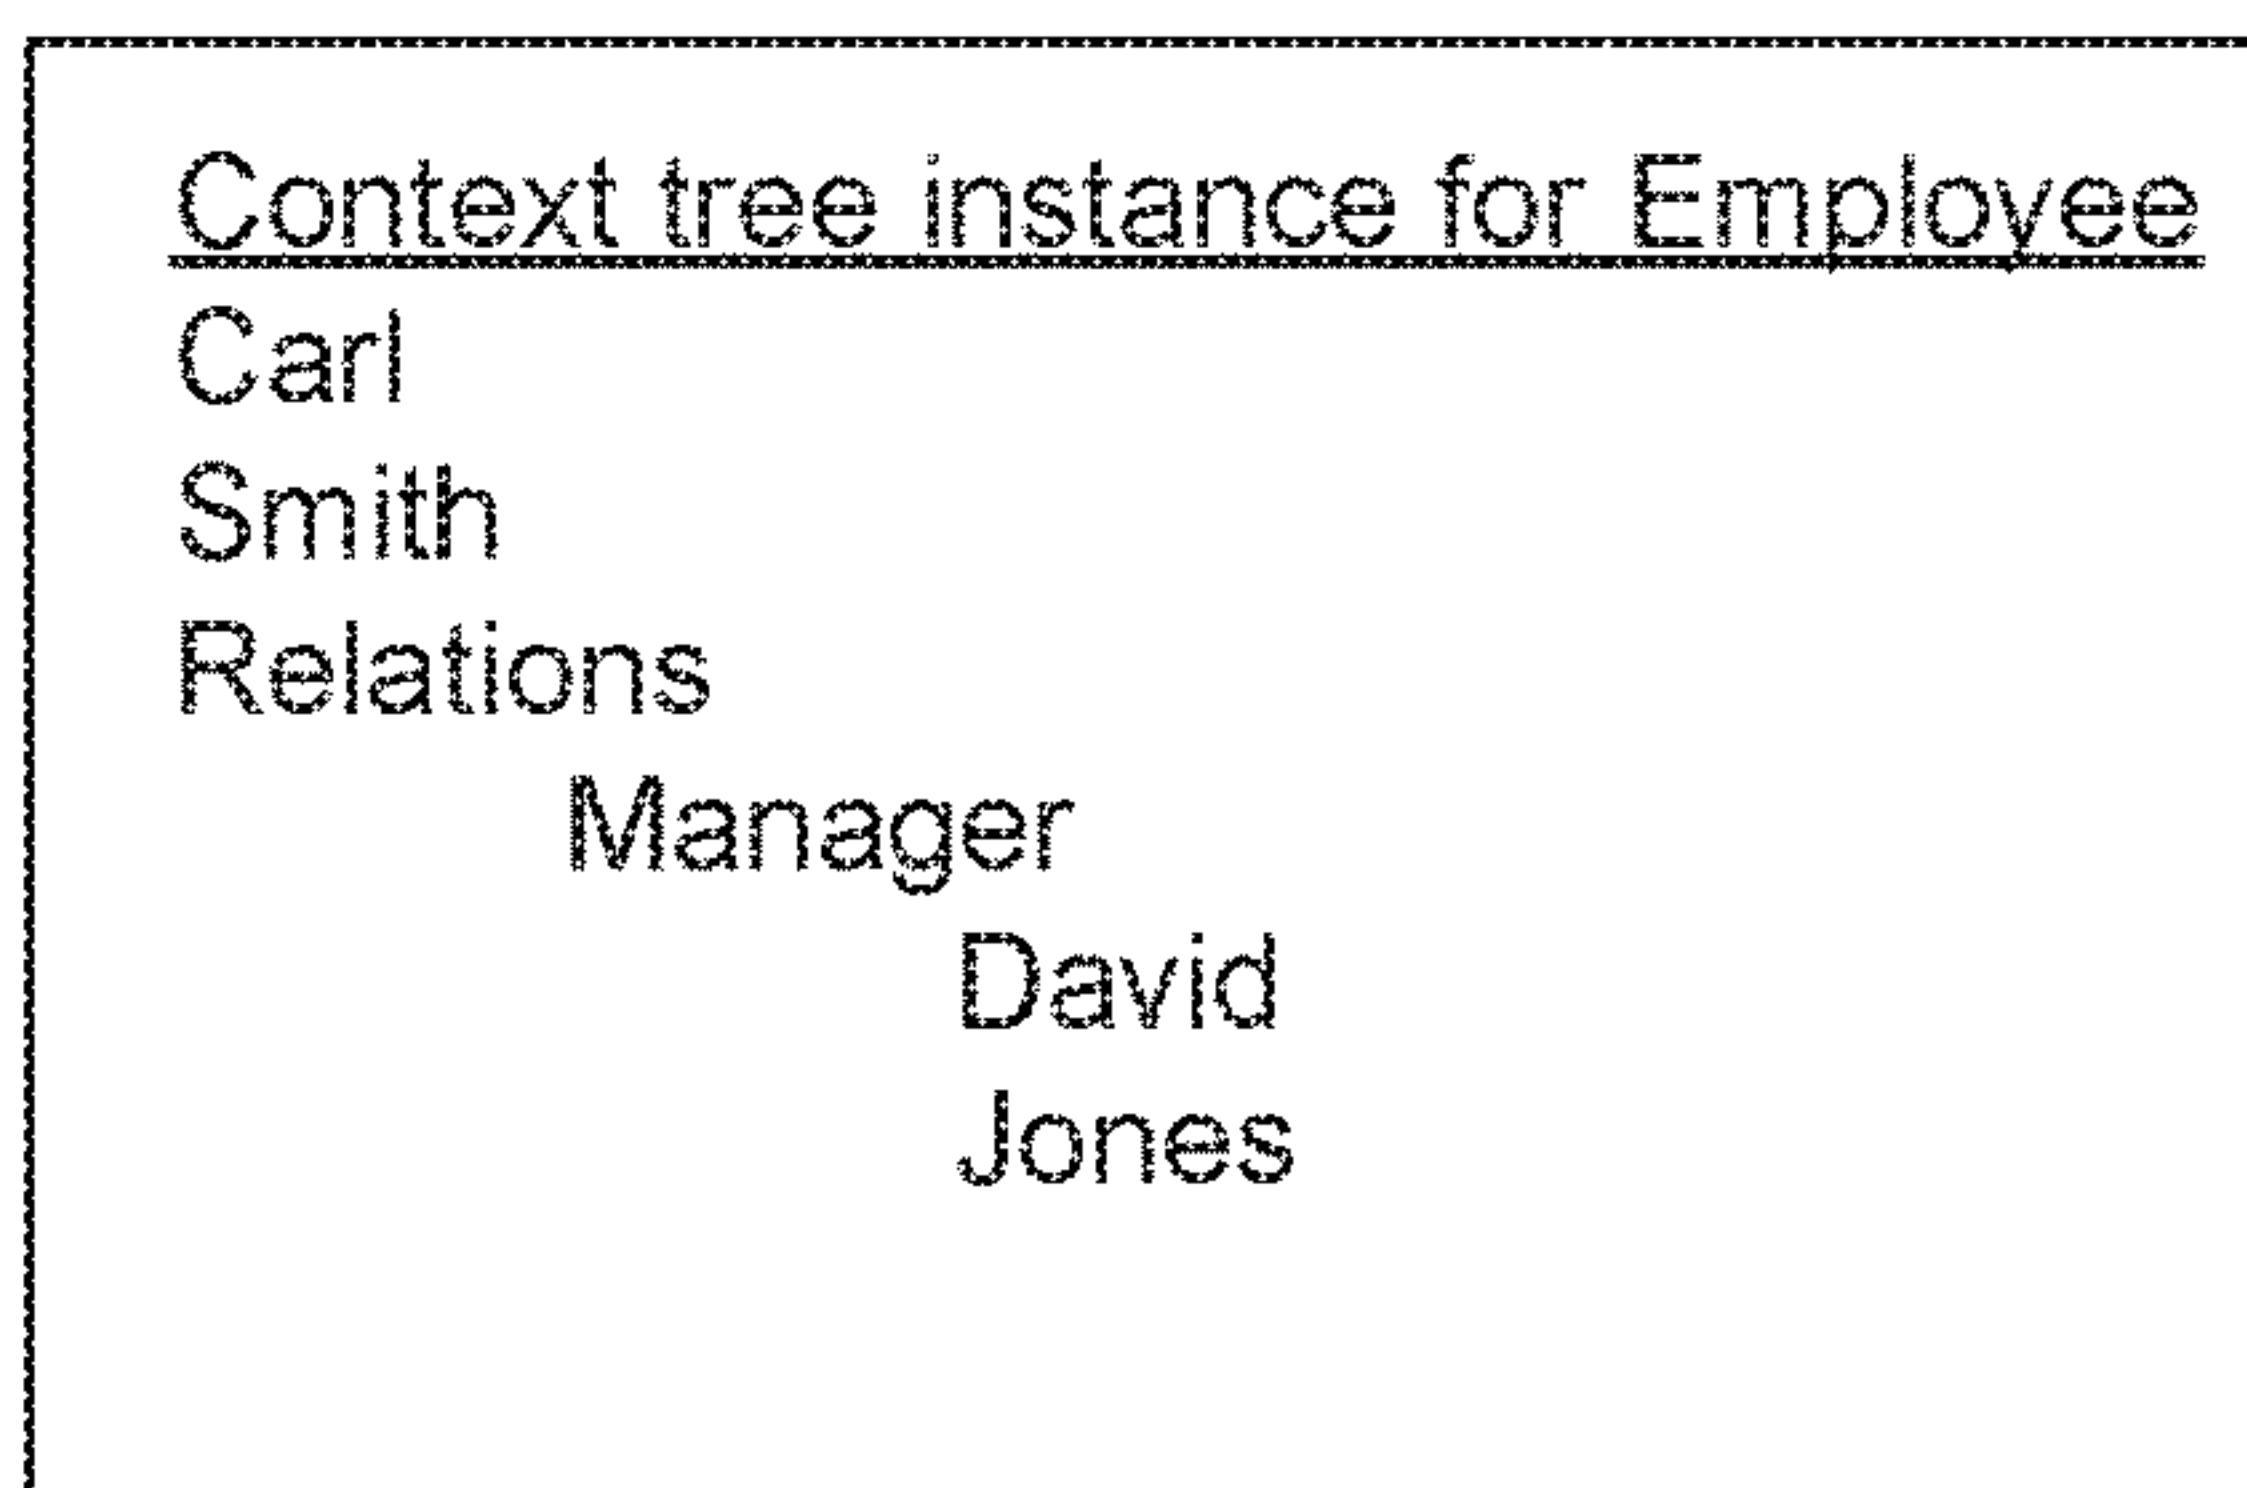 Context tree instance for Employee
Carl
Smith
Relations
Manager
David
Jones